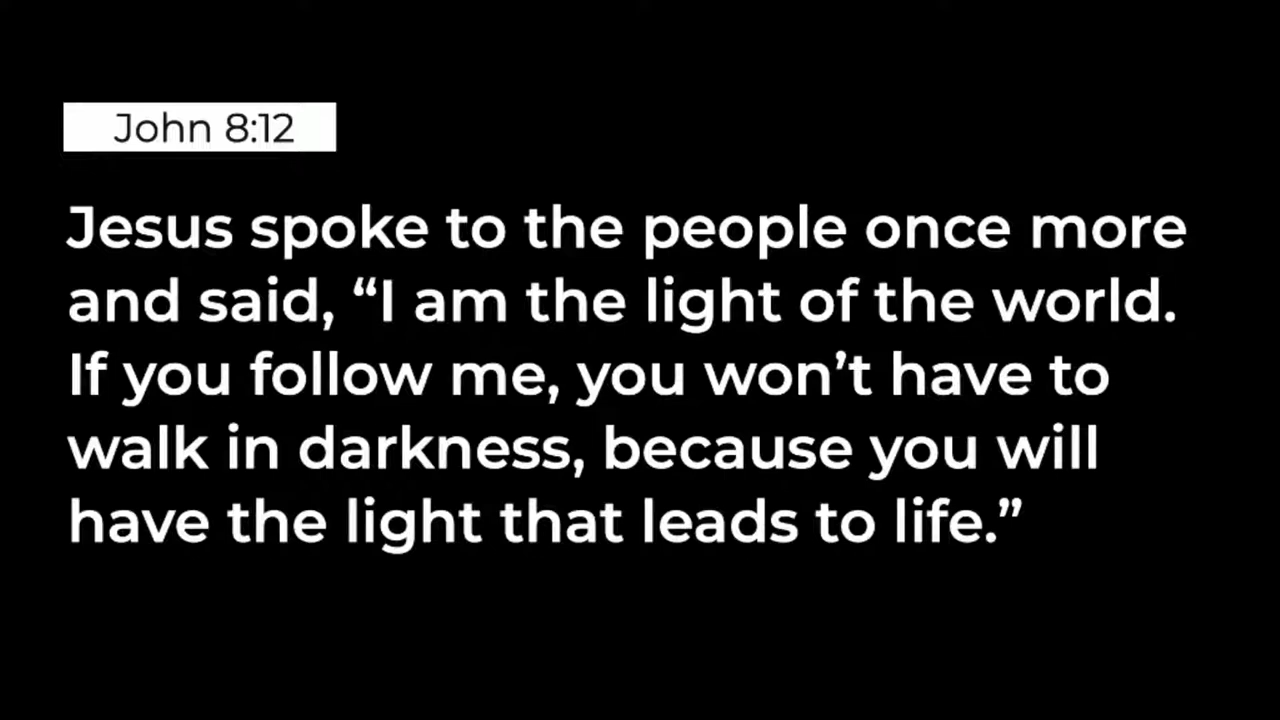 John 8:12
Jesus spoke to the people once more
and said, “I am the light of the world.
If you follow me, you won’t have to
walk in darkness, because you will
have the light that leads to life.”